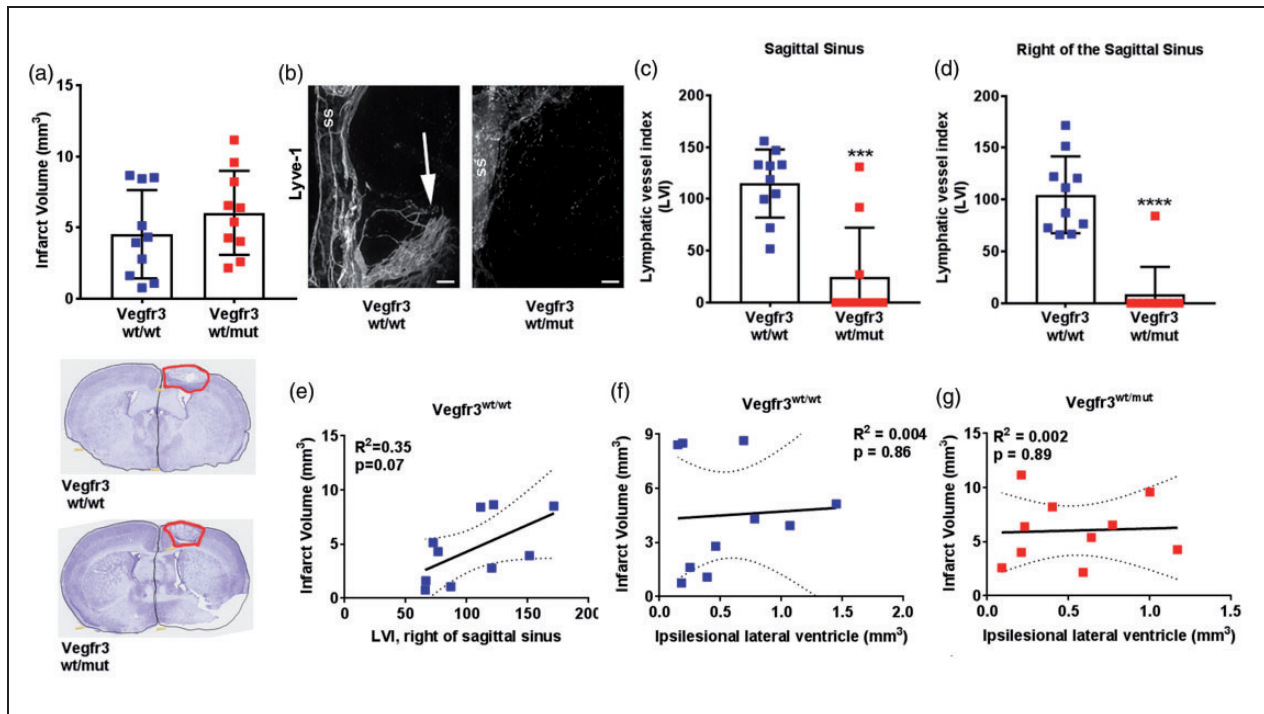 (a)
15
10
5
0
Infarct Volume (mm³)
Vegfr3
wt/wt
Vegfr3
wt/mut
Vegfr3
wt/wt
Vegfr3
wt/mut
(b)
Lyve-1
SS
SS
Vegfr3
wt/wt
Vegfr3
wt/mut
Sagittal Sinus
(c)
200
150
100
50
0
Lymphatic vessel index
(LVI)
***
Vegfr3
wt/wt
Vegfr3
wt/mut
Right of the Sagittal Sinus
(d)
200
150
100
50
0
Lymphatic vessel index
(LVI)
****
Vegfr3
wt/wt
Vegfr3
wt/mut
(e)
Vegfr3wt/wt
R²=0.35
p=0.07
15
10
5
0
Infarct Volume (mm³)
0 50 100 150 200
LVI, right of sagittal sinus
(f)
Vegfr3wt/wt
R² = 0.004
p = 0.86
9
6
3
0
Infarct Volume (mm³)
0.0 0.5 1.0 1.5 2.0
Ipsilesional lateral ventricle (mm³)
(g)
Vegfr3wt/mut
R² = 0.002
p = 0.89
15
10
5
0
Infarct Volume (mm³)
0.0 0.5 1.0 1.5
Ipsilesional lateral ventricle (mm³)